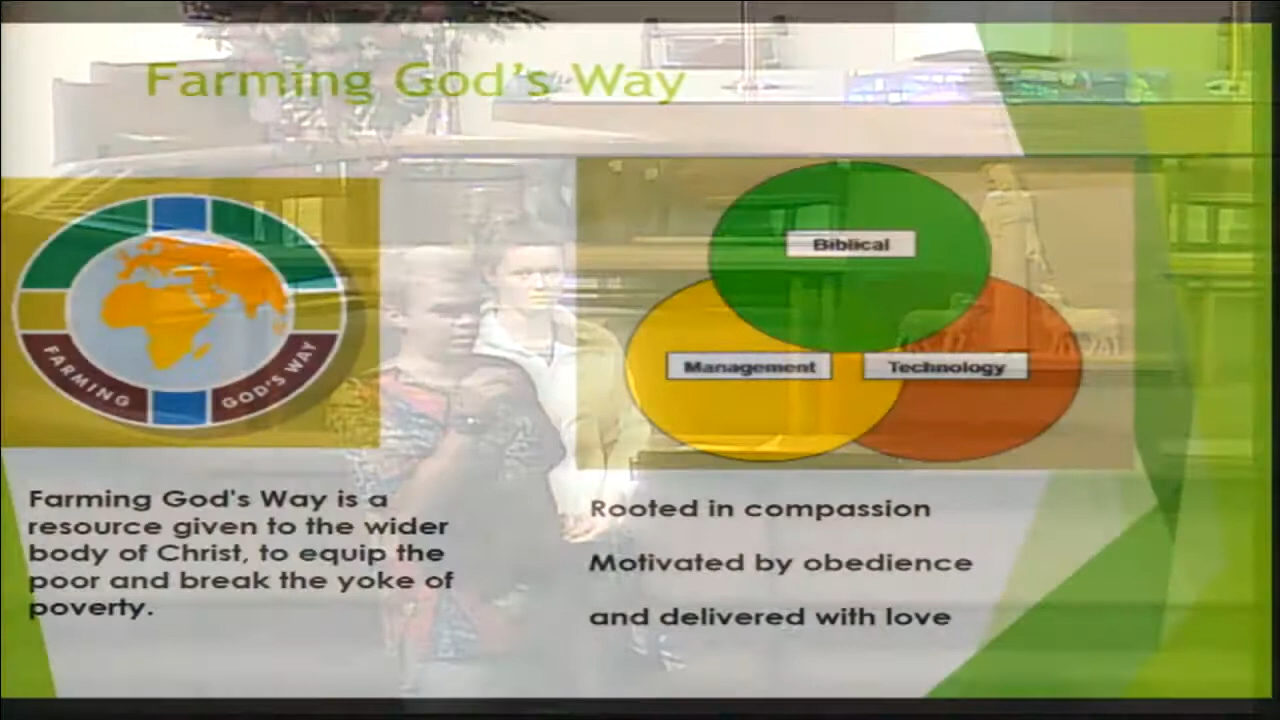 Farming God's Way
FARMING GOD'S WAY
Biblical
Management
Technology
Farming God's Way is a
resource given to the wider
body of Christ, to equip the
poor and break the yoke of
poverty.
Rooted in compassion
Motivated by obedience
and delivered with love